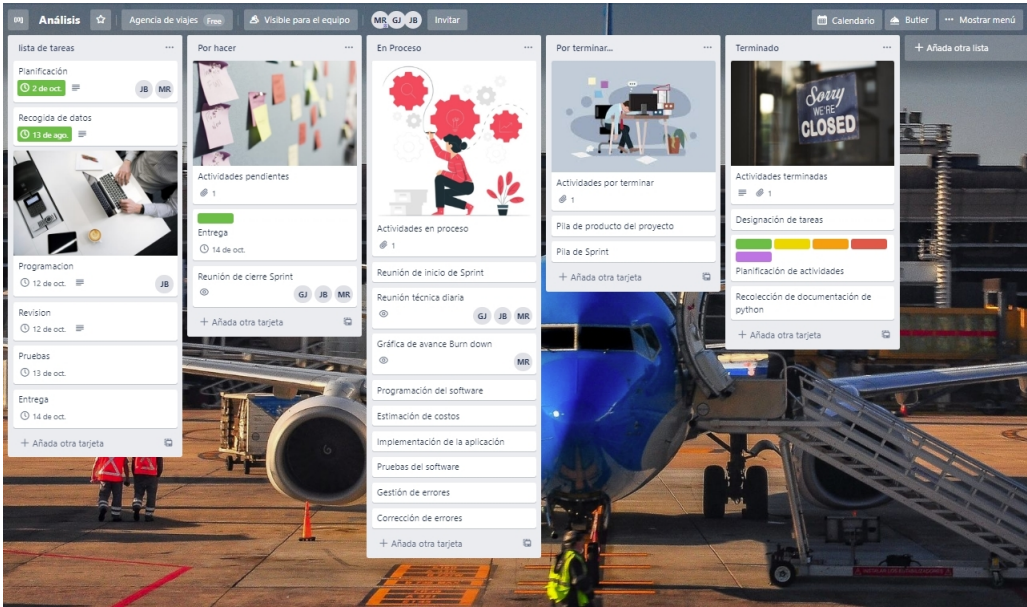 Análisis
Agencia de viajes Free
Visible para el equipo
MR GJ JB
Invitar
Calendario
Butler
Mostrar menú
lista de tareas
Planificación
2 de oct.
JB MR
Recogida de datos
13 de ago.
Programacion
12 de oct.
JB
Revision
12 de oct.
Pruebas
13 de oct.
Entrega
14 de oct.
+ Añada otra tarjeta
Por hacer
Actividades pendientes
1
Entrega
14 de oct.
Reunión de cierre Sprint
GJ JB MR
+ Añada otra tarjeta
En Proceso
Actividades en proceso
1
Reunión de inicio de Sprint
Reunión técnica diaria
GJ JB MR
Gráfica de avance Burn down
MR
Programación del software
Estimación de costos
Implementación de la aplicación
Pruebas del software
Gestión de errores
Corrección de errores
+ Añada otra tarjeta
Por terminar...
Actividades por terminar
1
Pila de producto del proyecto
Pila de Sprint
+ Añada otra tarjeta
Terminado
Sorry
WE'RE
CLOSED
Actividades terminadas
1
Designación de tareas
Planificación de actividades
Recolección de documentación de
python
+ Añada otra tarjeta
+ Añada otra lista